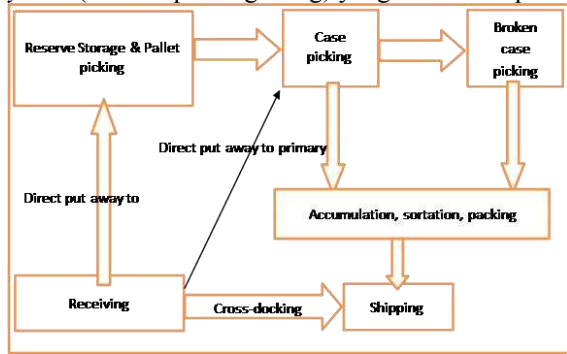 Reserve Storage & Pallet
picking
Case
picking
Broken
case
picking
Direct put away to primary
Direct put away to
Accumulation, sortation, packing
Receiving
Cross-docking
Shipping